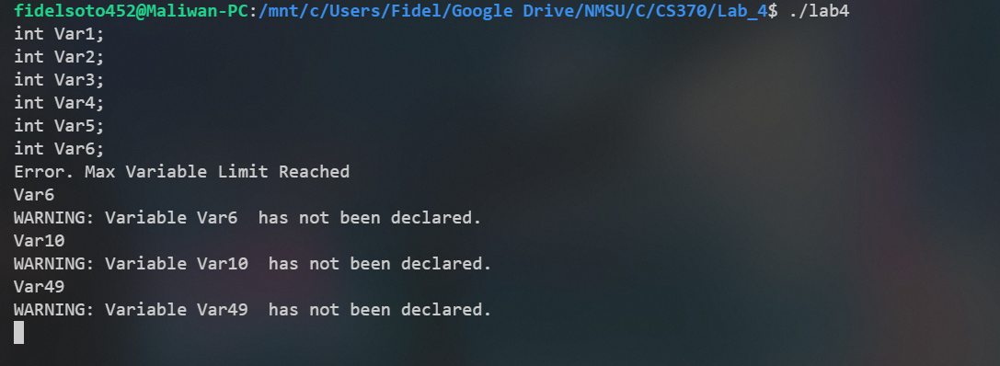 fidelsoto452@Maliwan-PC:/mnt/c/Users/Fidel/Google Drive/NMSU/C/CS370/Lab_4$ ./lab4
int Var1;
int Var2;
int Var3;
int Var4;
int Var5;
int Var6;
Error. Max Variable Limit Reached
Var6
WARNING: Variable Var6  has not been declared.
Var10
WARNING: Variable Var10  has not been declared.
Var49
WARNING: Variable Var49  has not been declared.